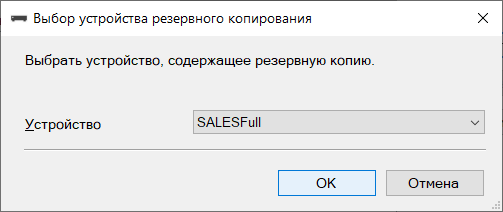 Выбор устройства резервного копирования
Выбрать устройство, содержащее резервную копию.
Устройство SALESFull
OK Отмена